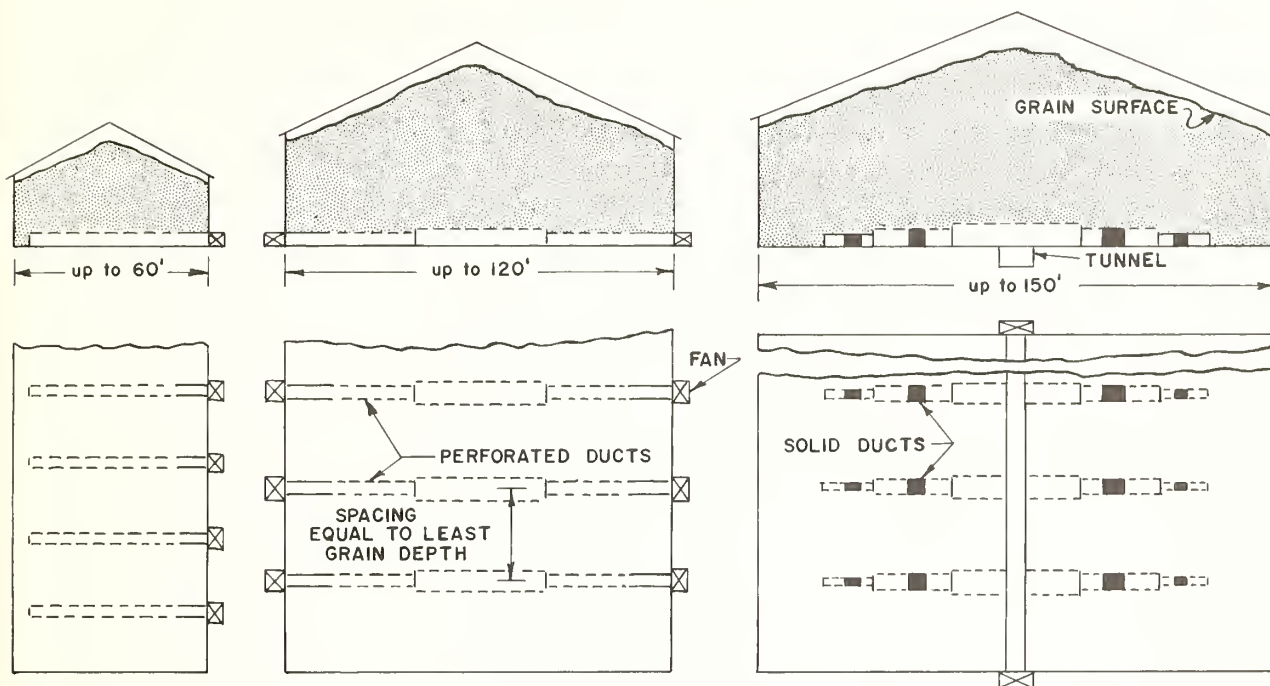 GRAIN SURFACE
TUNNEL
up to 60'
up to 120'
up to 150'
FAN
PERFORATED DUCTS
SOLID DUCTS
SPACING
EQUAL TO LEAST
GRAIN DEPTH